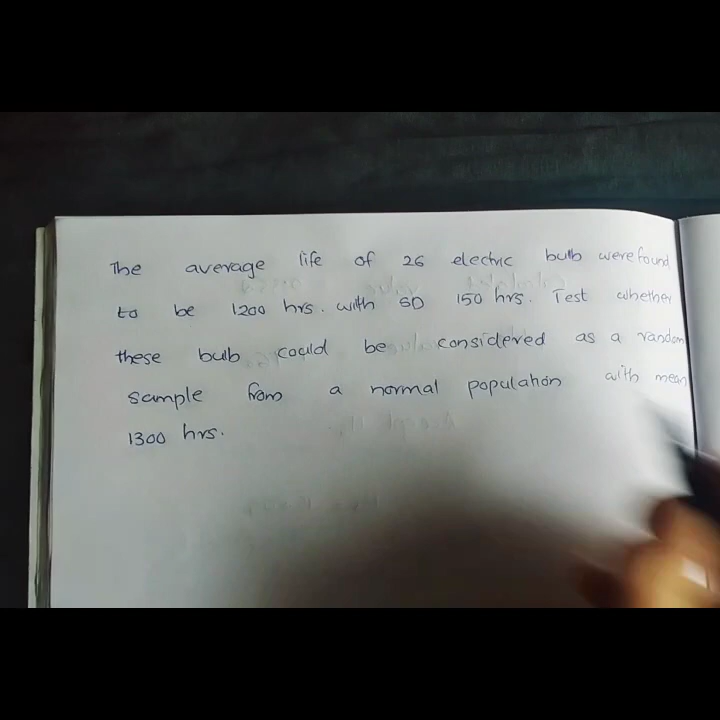 The average life of 26 electric bulb were found
to be 1200 hrs. with SD 150 hrs. Test whether
these bulb could be considered as a random
sample from a normal population with mean
1300 hrs.